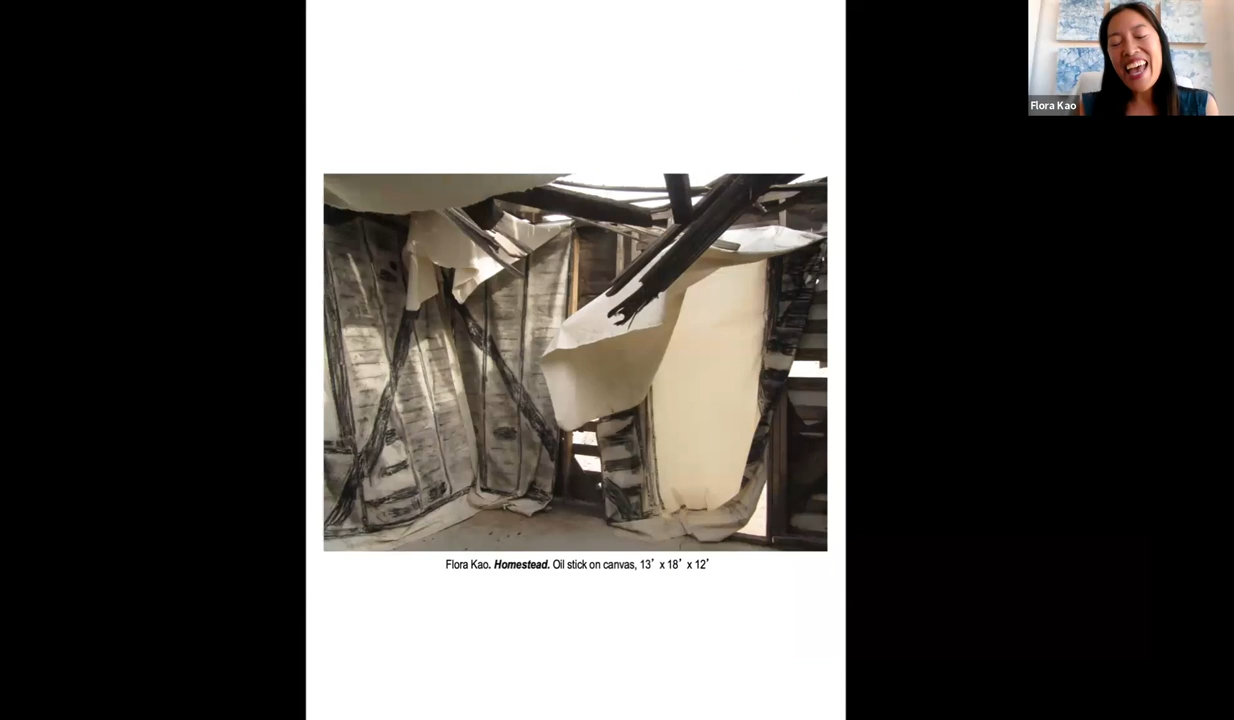 Flora Kao
Flora Kao. Homestead. Oil stick on canvas, 13’ x 18’ x 12’